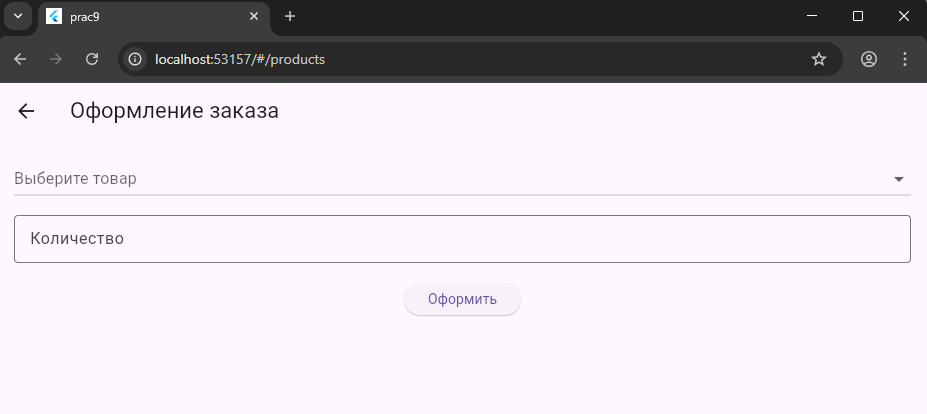 prac9
localhost:53157/#/products
Оформление заказа
Выберите товар
Количество
Оформить